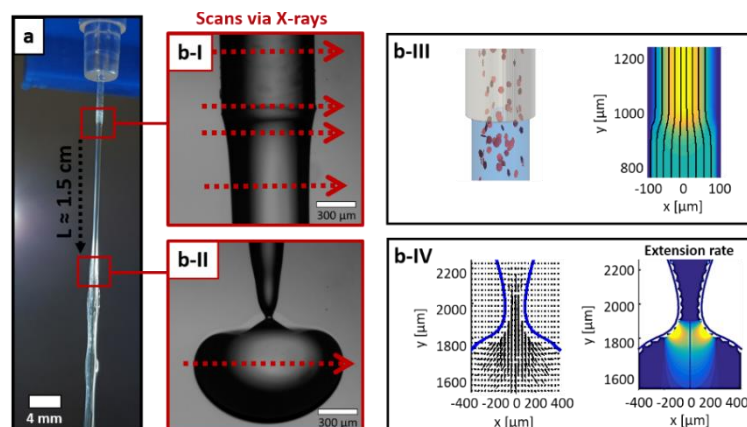 Scans via X-rays
a
L ≈ 1.5 cm
4 mm
b-I
300 µm
b-II
300 µm
b-III
y [µm]
1200
1000
800
-100
0
100
x [µm]
b-IV
y [µm]
2200
2000
1800
1600
-400
-200
0
200
400
x [µm]
Extension rate
y [µm]
2200
2000
1800
1600
-400
-200
0
200
400
x [µm]